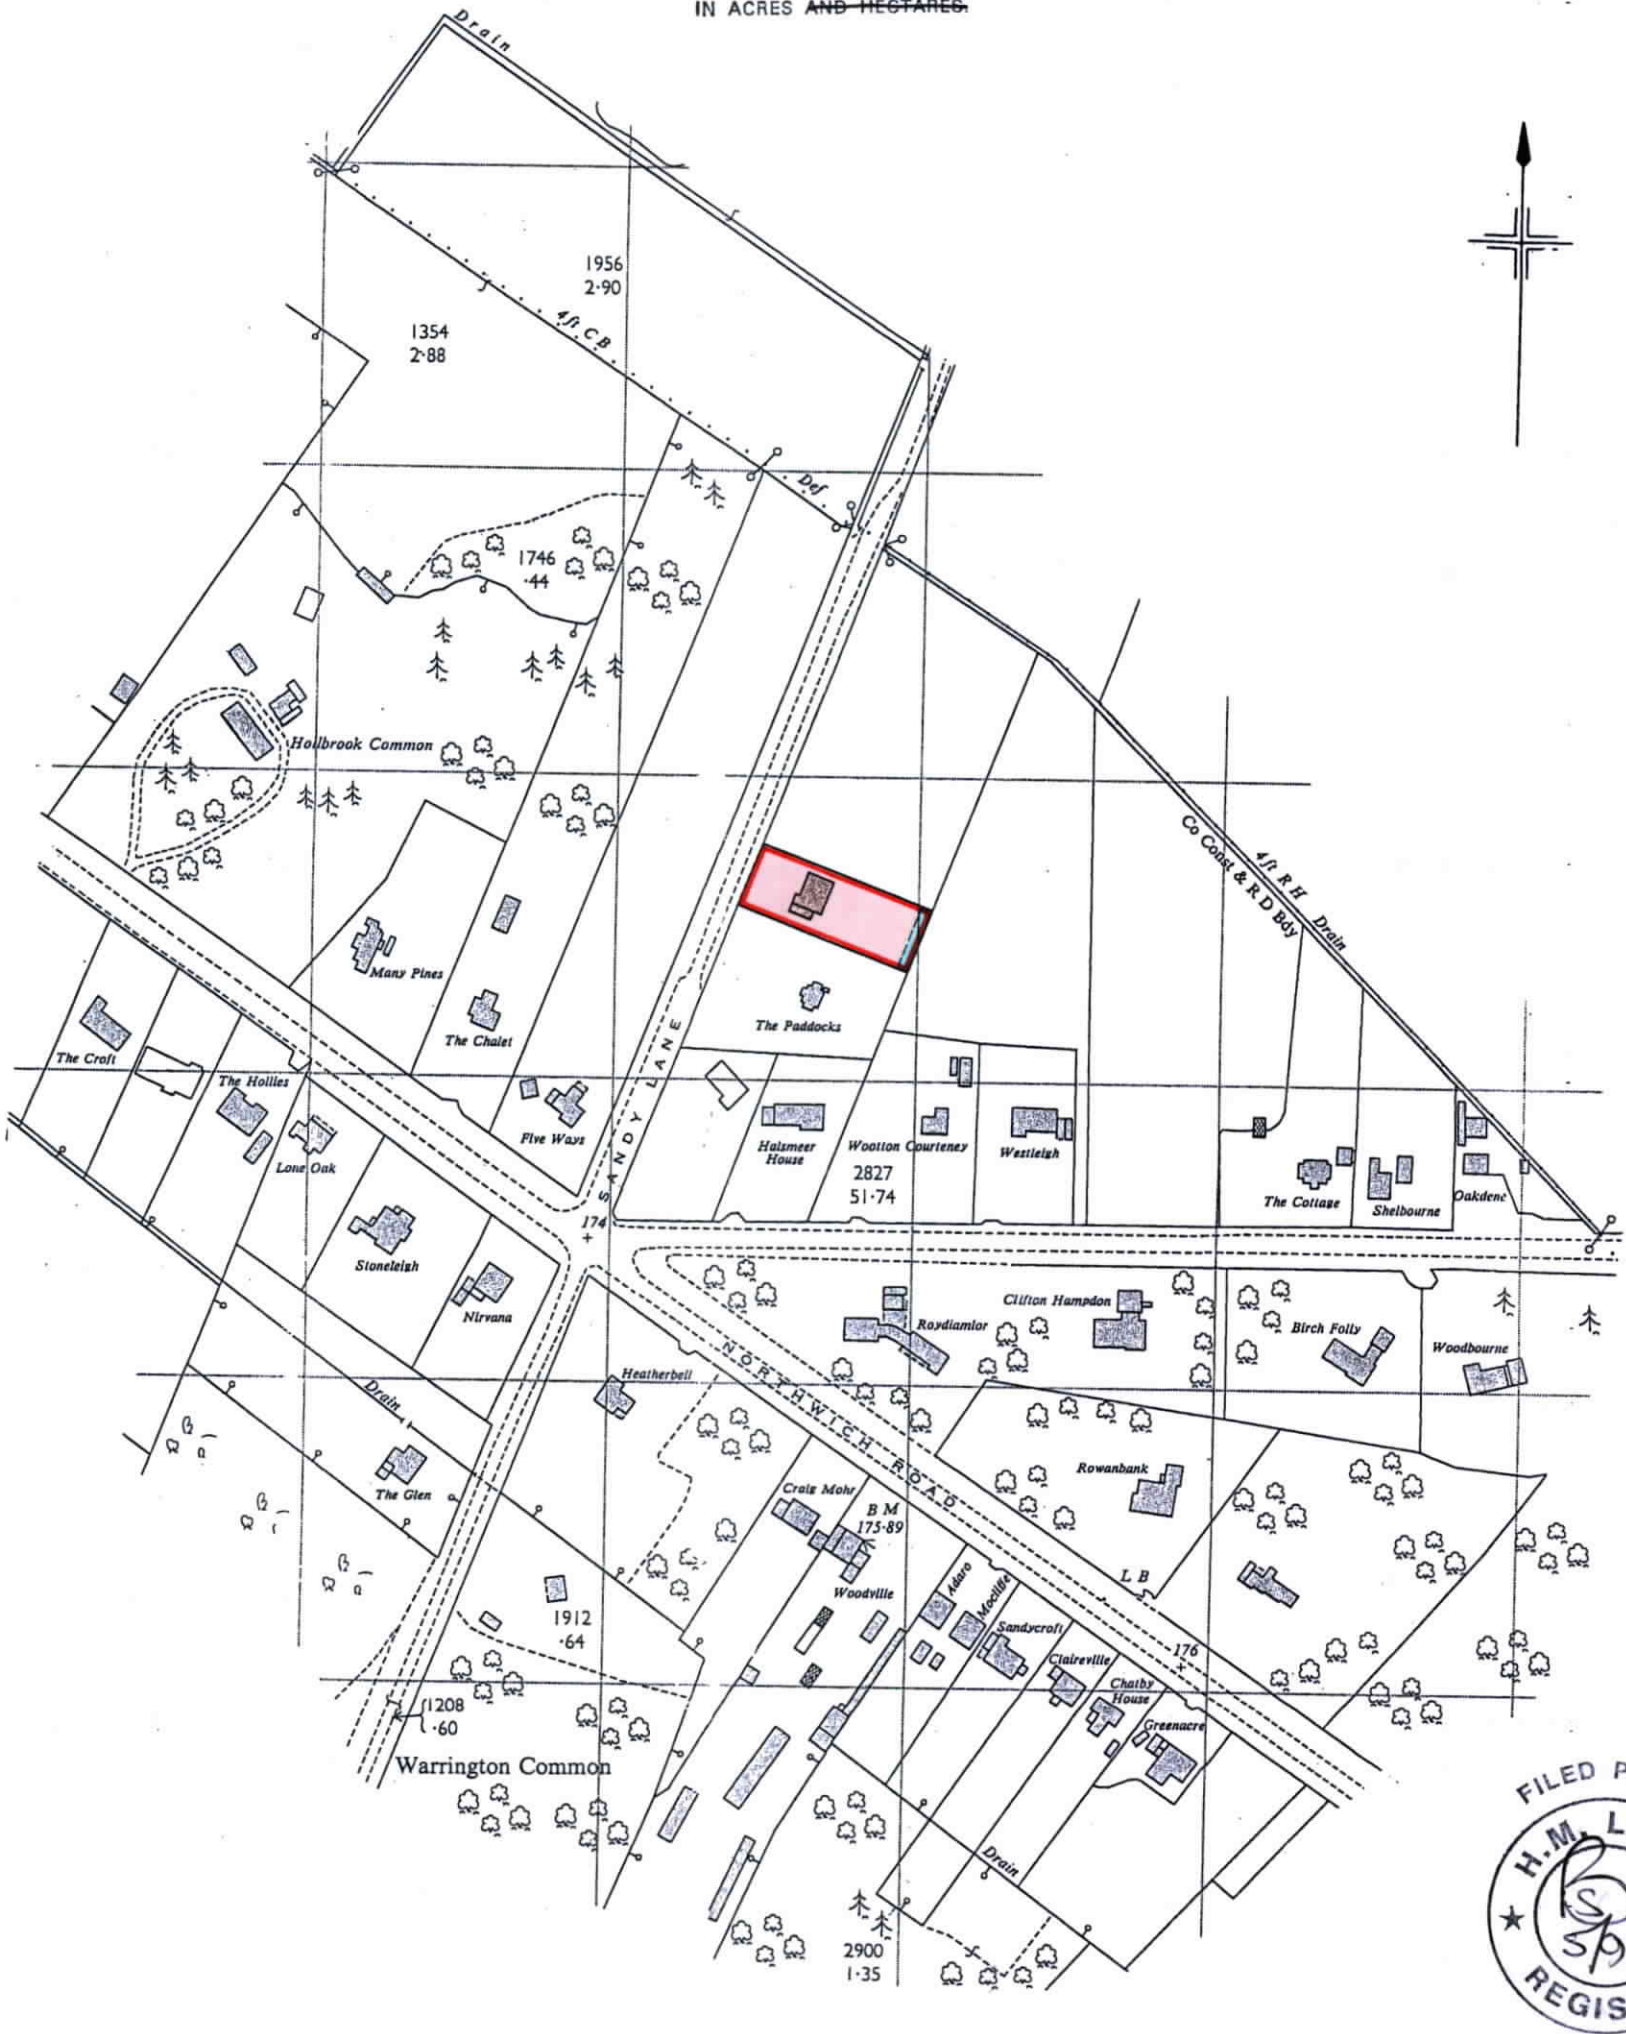 IN ACRES AND HECTARES.
Drain
1956
2·90
4ft C B
1354
2·88
Def
1746
·44
Hollbrook Common
Co Const & R D Bdy
4ft R H
Drain
Many Pines
The Chalet
SANDY LANE
The Paddocks
The Croft
The Hollies
Lone Oak
Five Ways
Halsmeer
House
Wootton Courteney
Westleigh
2827
51·74
The Cottage
Shelbourne
Oakdene
174
Stoneleigh
Nirvana
Clifton Hampdon
Roydiamlor
Birch Folly
Woodbourne
NORTHWICH ROAD
Heatherbell
Drain
The Glen
Craig Mohr
B M
175·89
Rowanbank
Woodville
Adaro
Mocliffe
L B
Sandycroft
Claireville
176
Chatby
House
Greenacre
1912
·64
1208
·60
Warrington Common
Drain
2900
1·35
FILED P
H.M. L
REGIS